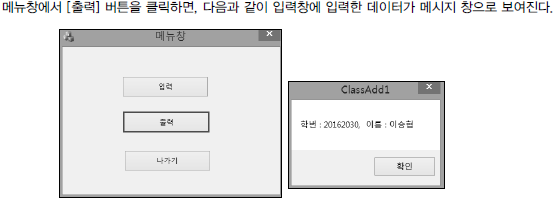 메뉴창에서 [출력] 버튼을 클릭하면, 다음과 같이 입력창에 입력한 데이터가 메시지 창으로 보여진다.
메뉴창
입력
출력
나가기
ClassAdd1
학번 : 20162030, 이름 : 이승협
확인